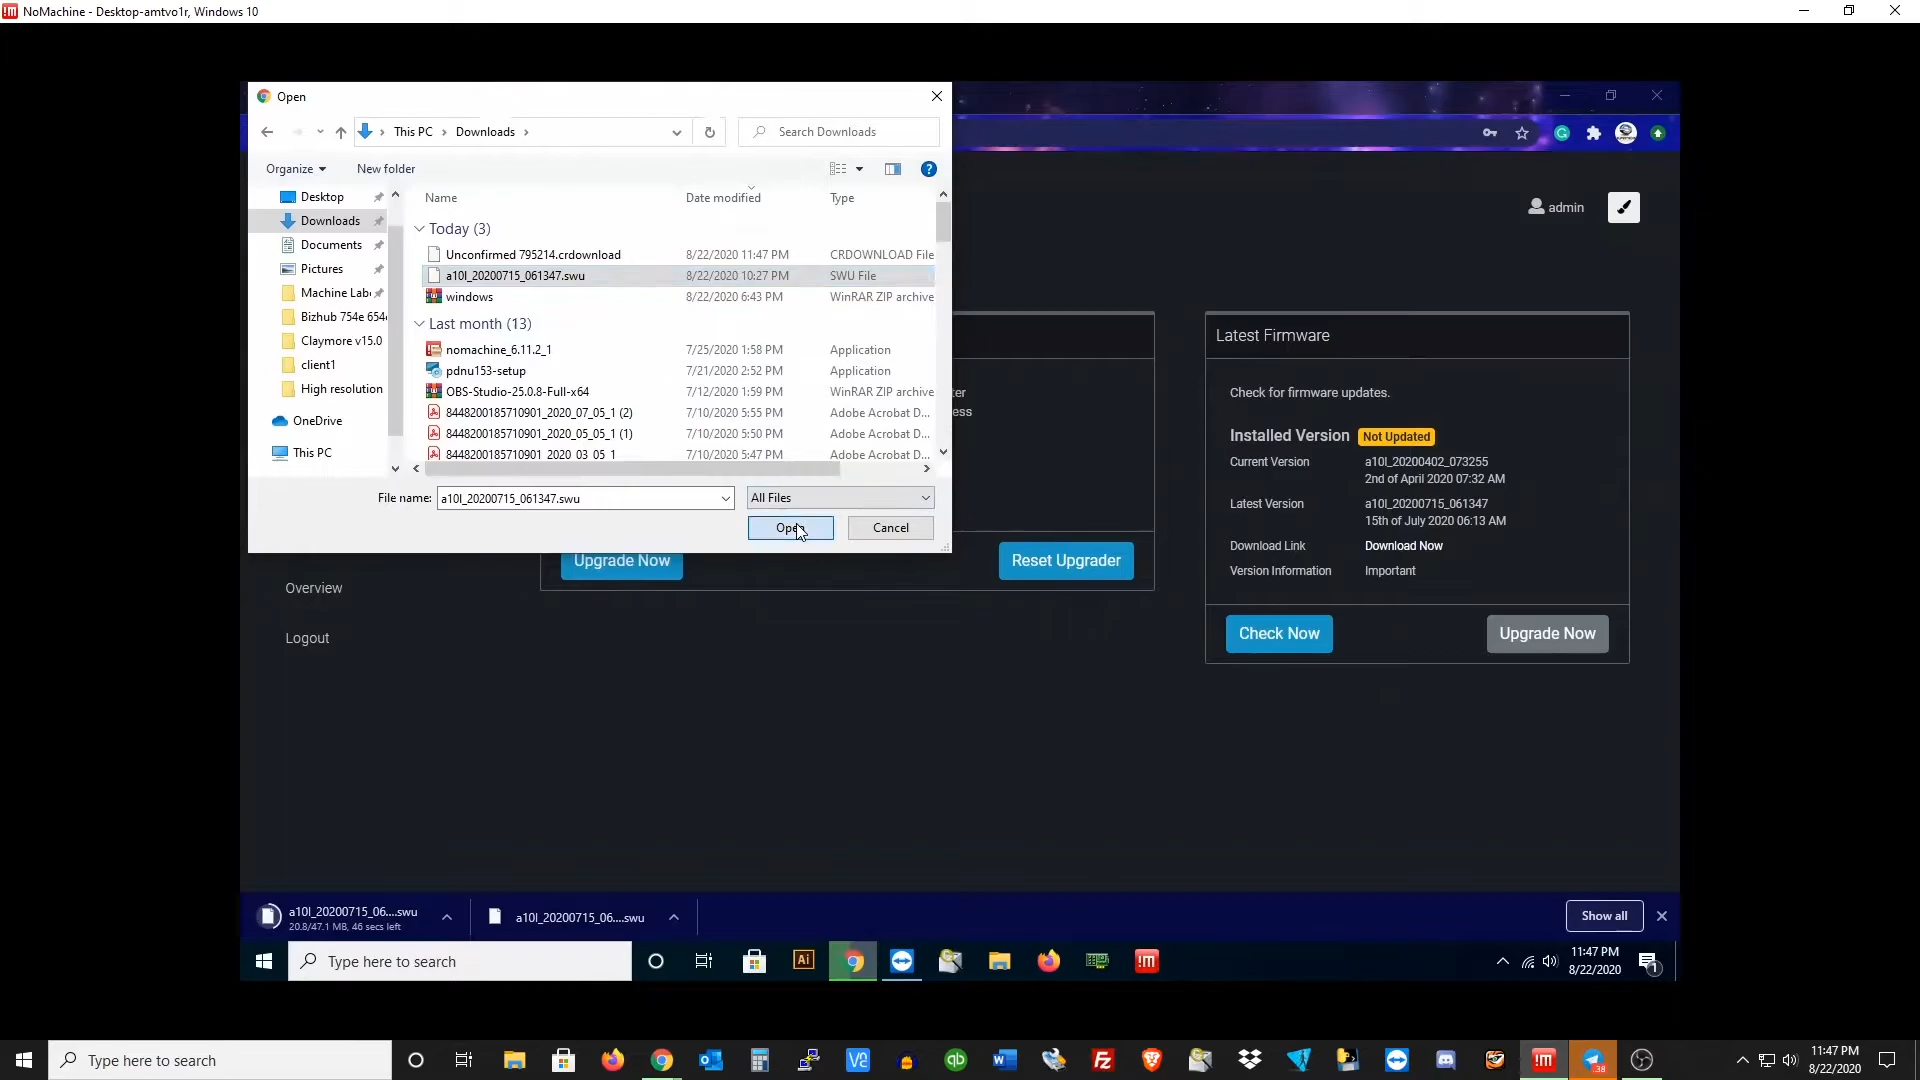 NoMachine - Desktop-amtvo1r, Windows 10
Open
This PC
Downloads
Search Downloads
Organize
New folder
Desktop
Downloads
Documents
Pictures
Machine Lab
Bizhub 754e 654
Claymore v15.0
client1
High resolution
OneDrive
This PC
Name
Date modified
Type
Today (3)
Unconfirmed 795214.crdownload 8/22/2020 11:47 PM CRDOWNLOAD File
a10l_20200715_061347.swu 8/22/2020 10:27 PM SWU File
windows 8/22/2020 6:43 PM WinRAR ZIP archive
Last month (13)
nomachine_6.11.2_1 7/25/2020 1:58 PM Application
pdnu153-setup 7/21/2020 2:52 PM Application
OBS-Studio-25.0.8-Full-x64 7/12/2020 1:59 PM WinRAR ZIP archive
8448200185710901_2020_07_05_1 (2) 7/10/2020 5:55 PM Adobe Acrobat D...
8448200185710901_2020_05_05_1 (1) 7/10/2020 5:50 PM Adobe Acrobat D...
8448200185710901_2020_03_05_1 7/10/2020 5:47 PM Adobe Acrobat D...
File name: a10l_20200715_061347.swu
All Files
Open
Cancel
admin
ter
ess
Upgrade Now
Reset Upgrader
Overview
Logout
Latest Firmware
Check for firmware updates.
Installed Version Not Updated
Current Version a10l_20200402_073255
2nd of April 2020 07:32 AM
Latest Version a10l_20200715_061347
15th of July 2020 06:13 AM
Download Link Download Now
Version Information Important
Check Now
Upgrade Now
a10l_20200715_06....swu
20.8/47.1 MB, 46 secs left
a10l_20200715_06....swu
Show all
Type here to search
Ai
11:47 PM
8/22/2020
1
Type here to search
11:47 PM
8/22/2020